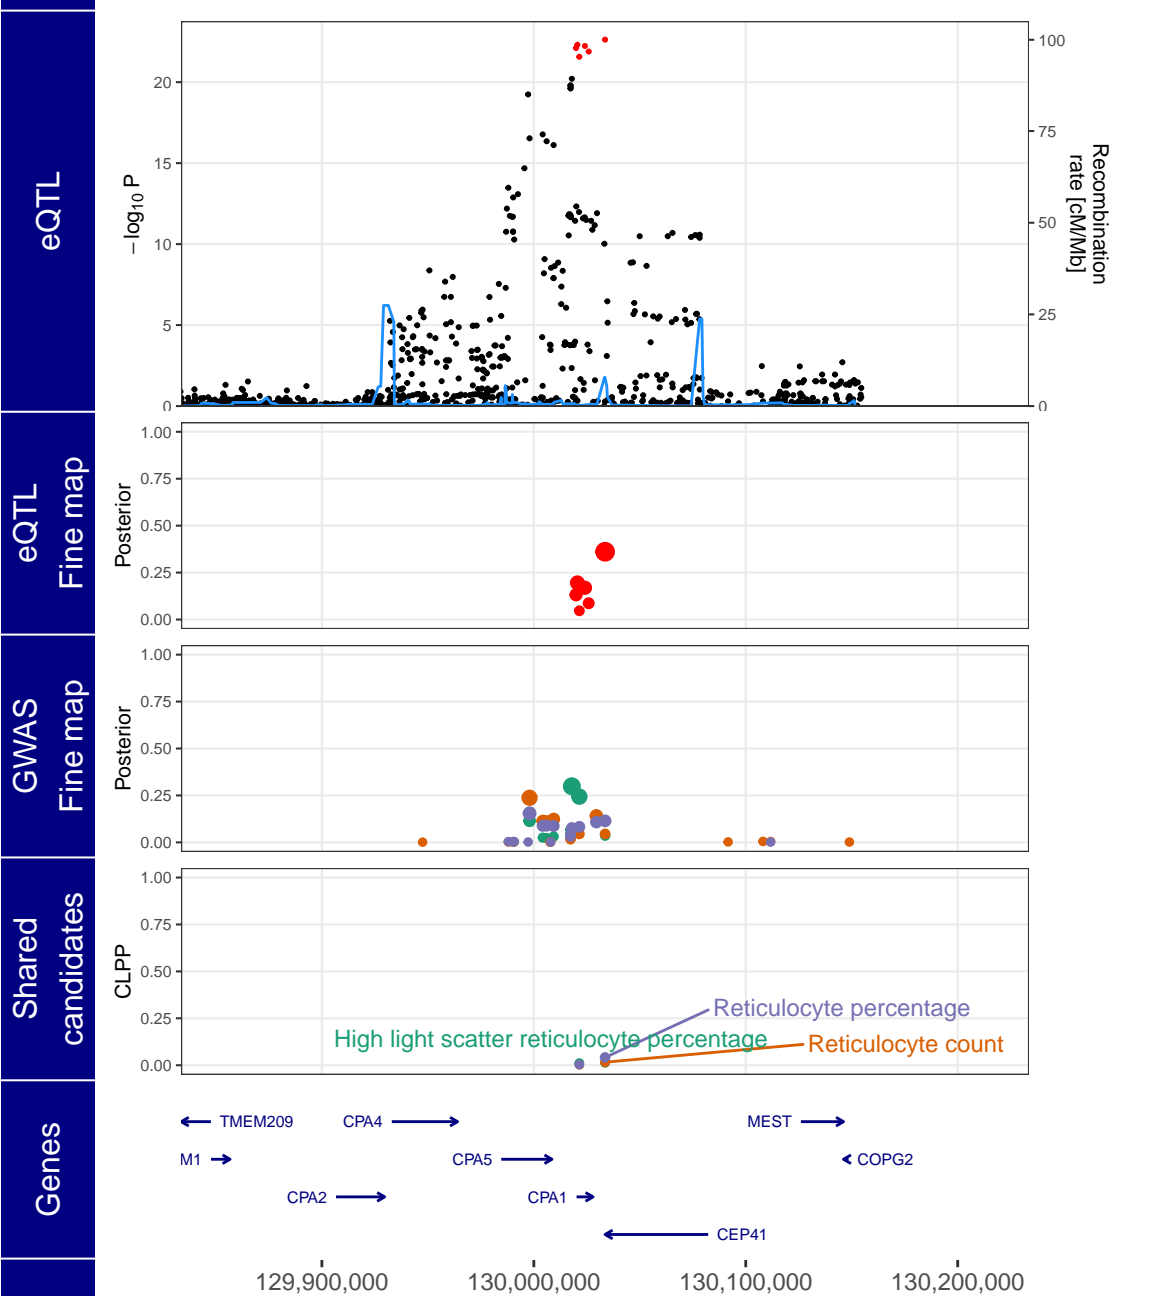 eQTL
−log10 P
20
15
10
5
0
100
75
50
25
0
Recombination
rate [cM/Mb]
eQTL
Fine map
Posterior
1.00
0.75
0.50
0.25
0.00
GWAS
Fine map
Posterior
1.00
0.75
0.50
0.25
0.00
Shared
candidates
CLPP
1.00
0.75
0.50
0.25
0.00
Reticulocyte percentage
High light scatter reticulocyte percentage
Reticulocyte count
Genes
TMEM209
CPA4
MEST
M1
CPA5
COPG2
CPA2
CPA1
CEP41
129,900,000
130,000,000
130,100,000
130,200,000